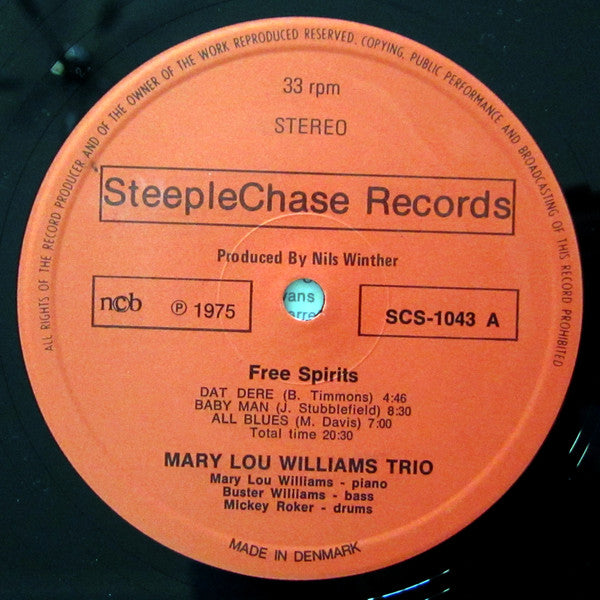 ALL RIGHTS OF THE RECORD PRODUCER AND OF THE OWNER OF THE WORK REPRODUCED RESERVED. COPYING, PUBLIC PERFORMANCE AND BROADCASTING OF THIS RECORD PROHIBITED
33 rpm
STEREO
SteepleChase Records
Produced By Nils Winther
ncb ℗ 1975
SCS-1043 A
Free Spirits
DAT DERE (B. Timmons) 4:46
BABY MAN (J. Stubblefield) 8:30
ALL BLUES (M. Davis) 7:00
Total time 20:30
MARY LOU WILLIAMS TRIO
Mary Lou Williams - piano
Buster Williams - bass
Mickey Roker - drums
MADE IN DENMARK